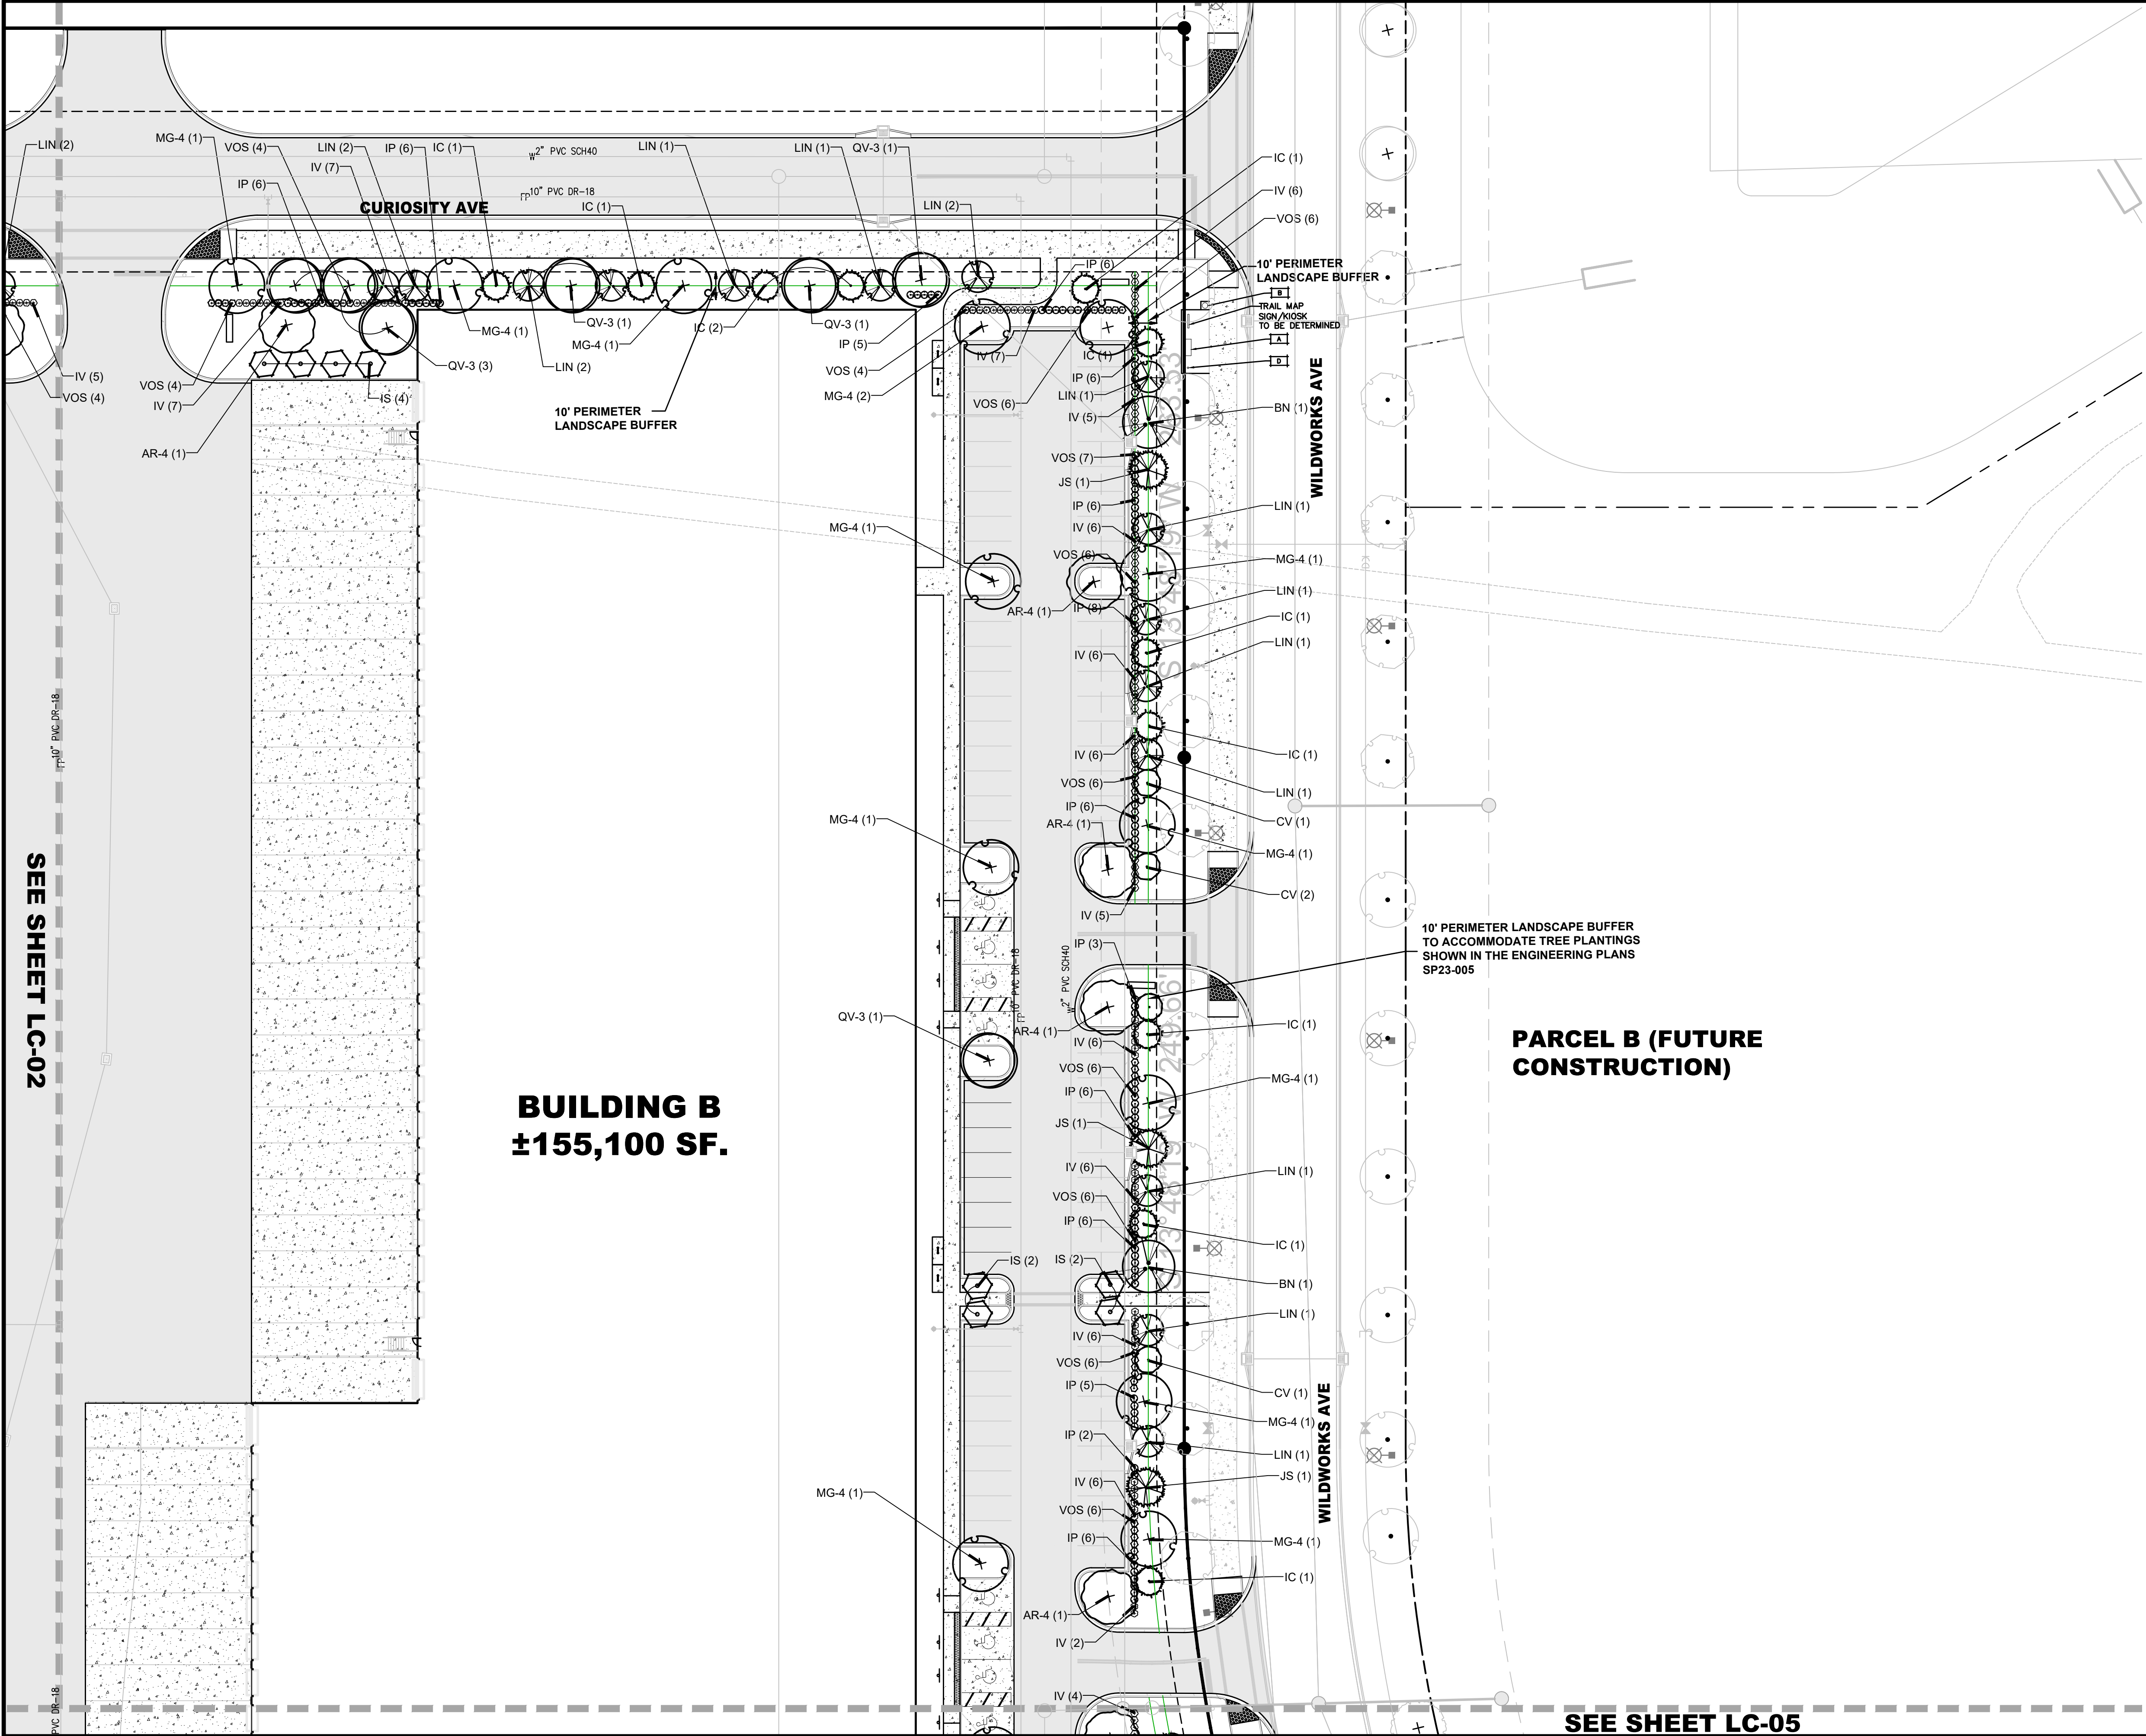 LIN (2)
MG-4 (1)
VOS (4)
LIN (2)
IP (6)
IC (1)
LIN (1)
LIN (1)
QV-3 (1)
W2" PVC SCH40
IV (7)
IP (6)
FP10" PVC DR-18
CURIOSITY AVE
IC (1)
LIN (2)
IC (1)
IV (6)
VOS (6)
IP (6)
10' PERIMETER
LANDSCAPE BUFFER
B
TRAIL MAP
SIGN/KIOSK
TO BE DETERMINED
A
D
MG-4 (1)
QV-3 (1)
MG-4 (1)
IC (2)
QV-3 (1)
IP (5)
IV (7)
IC (1)
QV-3 (3)
LIN (2)
VOS (4)
IP (6)
IV (5)
VOS (4)
VOS (4)
IV (7)
IS (4)
MG-4 (2)
VOS (6)
LIN (1)
IV (5)
BN (1)
10' PERIMETER
LANDSCAPE BUFFER
AR-4 (1)
WILDWORKS AVE
VOS (7)
JS (1)
IP (6)
LIN (1)
MG-4 (1)
IV (6)
VOS (6)
MG-4 (1)
AR-4 (1)
IP (8)
LIN (1)
IC (1)
LIN (1)
IV (6)
FP10" PVC DR-18
IV (6)
IC (1)
VOS (6)
LIN (1)
IP (6)
MG-4 (1)
AR-4 (1)
CV (1)
MG-4 (1)
CV (2)
IV (5)
SEE SHEET LC-02
IP (3)
10' PERIMETER LANDSCAPE BUFFER
TO ACCOMMODATE TREE PLANTINGS
SHOWN IN THE ENGINEERING PLANS
SP23-005
FP10" PVC DR-18
W2" PVC SCH40
QV-3 (1)
AR-4 (1)
IC (1)
IV (6)
PARCEL B (FUTURE
CONSTRUCTION)
VOS (6)
MG-4 (1)
IP (6)
BUILDING B
±155,100 SF.
JS (1)
IV (6)
LIN (1)
VOS (6)
IP (6)
IC (1)
IS (2)
IS (2)
BN (1)
LIN (1)
IV (6)
VOS (6)
IP (5)
CV (1)
MG-4 (1)
IP (2)
LIN (1)
JS (1)
WILDWORKS AVE
IV (6)
MG-4 (1)
VOS (6)
IP (6)
MG-4 (1)
IC (1)
AR-4 (1)
IV (2)
PVC DR-18
IV (4)
SEE SHEET LC-05